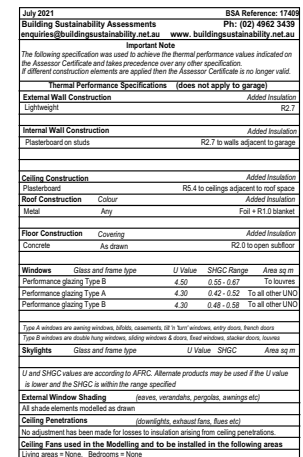 July 2021 BSA Reference: 17409
Building Sustainability Assessments Ph: (02) 4962 3439
enquiries@buildingsustainability.net.au www. buildingsustainability.net.au
Important Note
The following specification was used to achieve the thermal performance values indicated on
the Assessor Certificate and takes precedence over any other specification.
If different construction elements are applied then the Assessor Certificate is no longer valid.
Thermal Performance Specifications (does not apply to garage)
External Wall Construction Added Insulation
Lightweight R2.7
Internal Wall Construction Added Insulation
Plasterboard on studs R2.7 to walls adjacent to garage
Ceiling Construction Added Insulation
Plasterboard R5.4 to ceilings adjacent to roof space
Roof Construction Colour Added Insulation
Metal Any Foil + R1.0 blanket
Floor Construction Covering Added Insulation
Concrete As drawn R2.0 to open subfloor
Windows Glass and frame type U Value SHGC Range Area sq m
Performance glazing Type B 4.50 0.55 - 0.67 To louvres
Performance glazing Type A 4.30 0.42 - 0.52 To all other UNO
Performance glazing Type B 4.30 0.48 - 0.58 To all other UNO
Type A windows are awning windows, bifolds, casements, tilt 'n 'turn' windows, entry doors, french doors
Type B windows are double hung windows, sliding windows & doors, fixed windows, stacker doors, louvres
Skylights Glass and frame type U Value SHGC Area sq m
U and SHGC values are according to AFRC. Alternate products may be used if the U value
is lower and the SHGC is within the range specified
External Window Shading (eaves, verandahs, pergolas, awnings etc)
All shade elements modelled as drawn
Ceiling Penetrations (downlights, exhaust fans, flues etc)
No adjustment has been made for losses to insulation arising from ceiling penetrations.
Ceiling Fans used in the Modelling and to be installed in the following areas
Living areas = None, Bedrooms = None